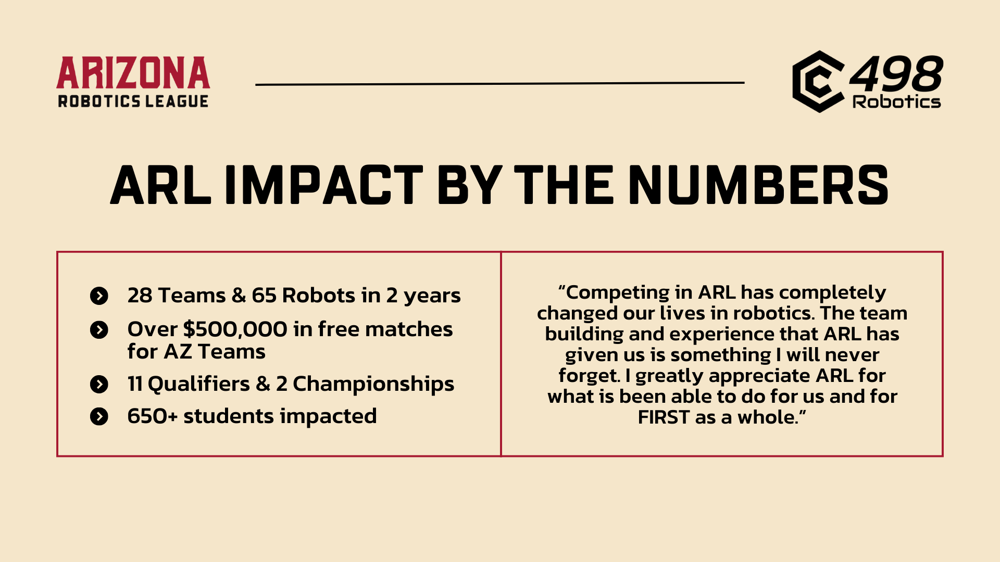 ARIZONA
ROBOTICS LEAGUE
498
Robotics
ARL IMPACT BY THE NUMBERS
28 Teams & 65 Robots in 2 years
Over $500,000 in free matches
for AZ Teams
11 Qualifiers & 2 Championships
650+ students impacted
"Competing in ARL has completely
changed our lives in robotics. The team
building and experience that ARL has
given us is something I will never
forget. I greatly appreciate ARL for
what is been able to do for us and for
FIRST as a whole."